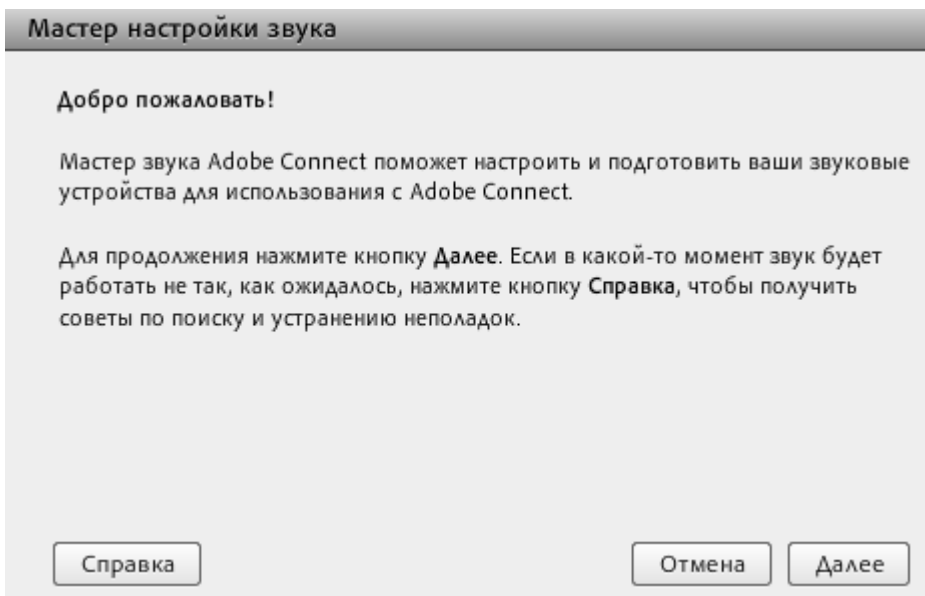 Мастер настройки звука
Добро пожаловать!
Мастер звука Adobe Connect поможет настроить и подготовить ваши звуковые
устройства для использования с Adobe Connect.
Для продолжения нажмите кнопку Далее. Если в какой-то момент звук будет
работать не так, как ожидалось, нажмите кнопку Справка, чтобы получить
советы по поиску и устранению неполадок.
Справка
Отмена
Далее